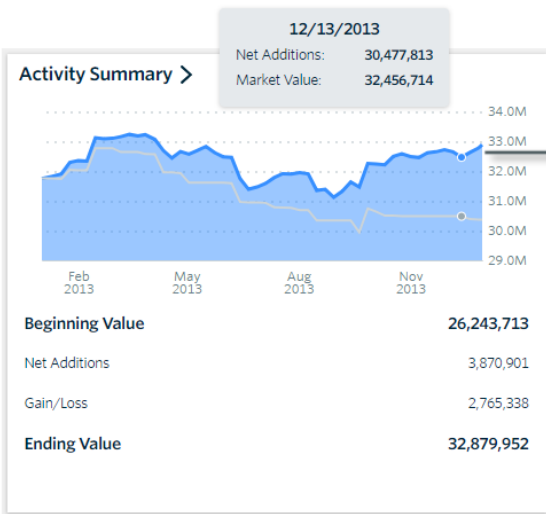 12/13/2013
Net Additions: 30,477,813
Market Value: 32,456,714
Activity Summary >
34.0M
33.0M
32.0M
31.0M
30.0M
29.0M
Feb May Aug Nov
2013 2013 2013 2013
Beginning Value 26,243,713
Net Additions 3,870,901
Gain/Loss 2,765,338
Ending Value 32,879,952